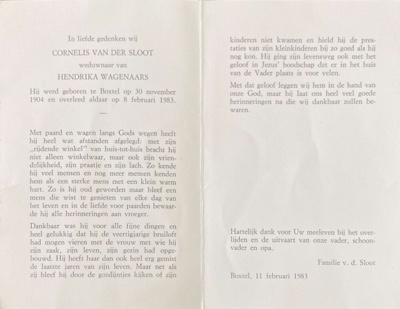 In liefde gedenken wij
CORNELIS VAN DER SLOOT
weduwnaar van
HENDRIKA WAGENAARS
Hij werd geboren te Boxtel op 30 november
1904 en overleed aldaar op 8 februari 1983.
—
Met paard en wagen langs Gods wegen heeft
hij heel wat afstanden afgelegd: met zijn
„rijdende winkel” van huis-tot-huis bracht hij
niet alleen winkelwaar, maar ook zijn vrien-
delijkheid, zijn praatje en zijn lach. Zo kende
hij veel mensen en nog meer mensen kenden
hem als een sterke mens met een klein warm
hart. Zo is hij oud geworden maar bleef een
mens die wist te genieten van elke dag van
het leven en in de liefde voor paarden bewaar-
de hij alle herinneringen aan vroeger.
Dankbaar was hij voor alle fijne dingen en
heel gelukkig dat hij de veertigjarige bruiloft
had mogen vieren met de vrouw met wie hij
zijn zaak, zijn leven, zijn gezin had opge-
bouwd. Hij heeft haar dan ook heel erg gemist
de laatste jaren van zijn leven. Maar net als
zij bleef hij door de gordijntjes kijken of zijn
kinderen niet kwamen en hield hij de pres-
taties van zijn kleinkinderen bij zo goed als hij
nog kon. Hij ging zijn levensweg ook met het
geloof in Jezus' boodschap dat er in het huis
van de Vader plaats is voor velen.
Met dat geloof leggen wij hem in de hand van
onze God, maar hij laat ons heel veel goede
herinneringen na die wij dankbaar zullen be-
waren.
Hartelijk dank voor Uw meeleven bij het over-
lijden en de uitvaart van onze vader, schoon-
vader en opa.
Familie v. d. Sloot
Boxtel, 11 februari 1983